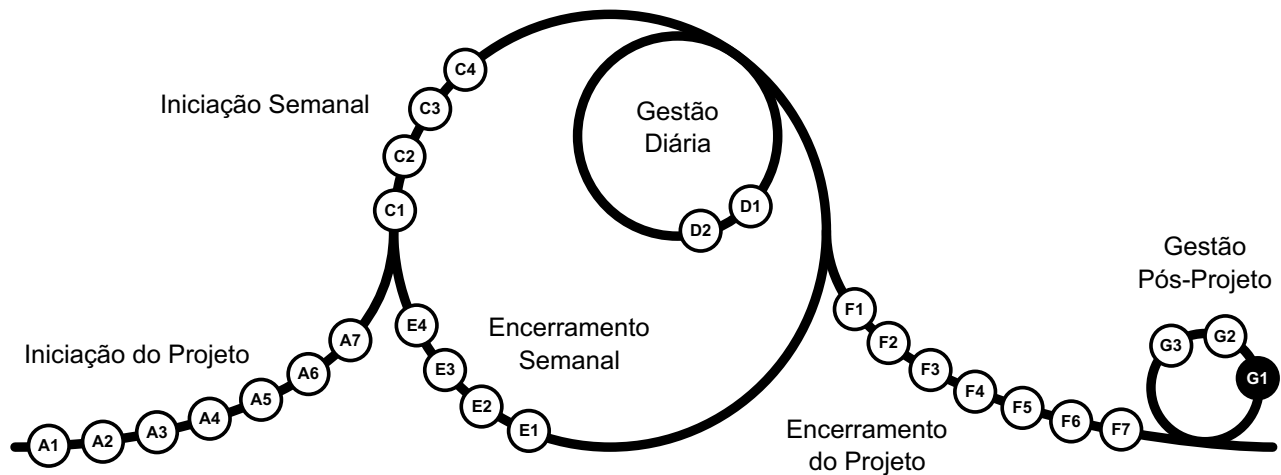 Iniciação do Projeto
A1
A2
A3
A4
A5
A6
A7
Iniciação Semanal
C1
C2
C3
C4
Gestão
Diária
D1
D2
Encerramento
Semanal
E1
E2
E3
E4
Encerramento
do Projeto
F1
F2
F3
F4
F5
F6
F7
Gestão
Pós-Projeto
G1
G2
G3